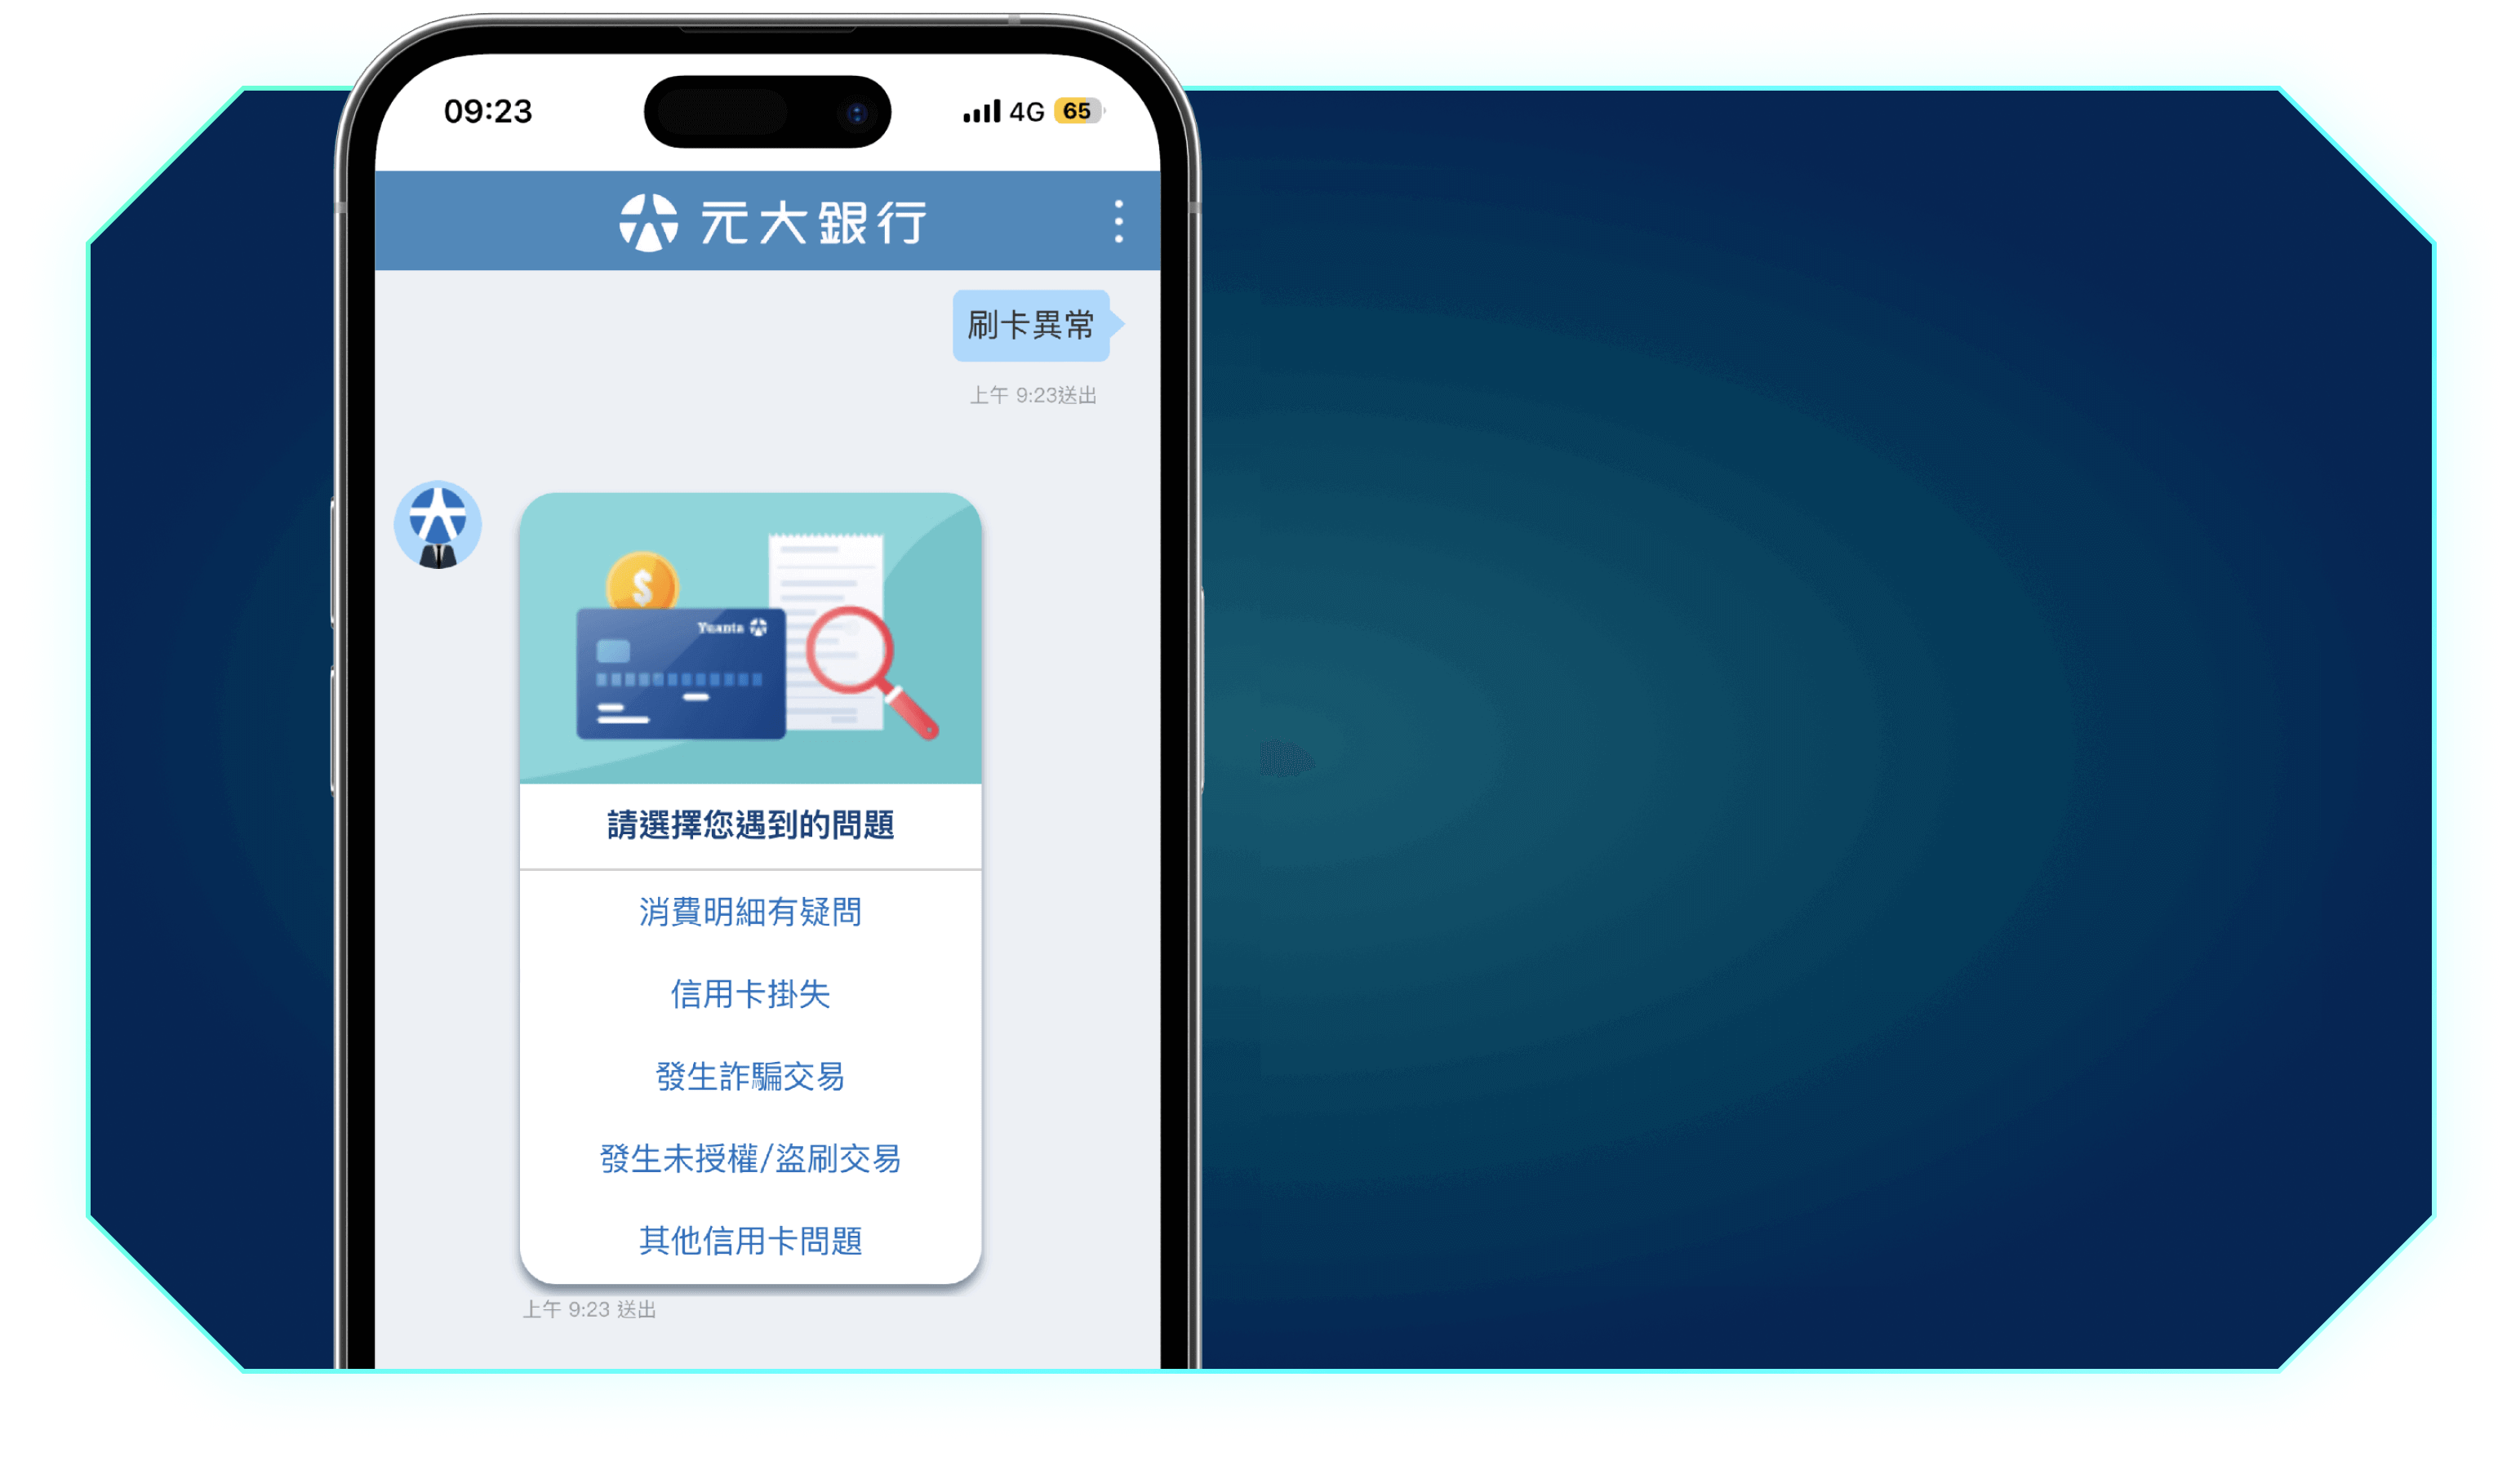 09:23
4G 65
元大銀行
刷卡異常
上午 9:23送出
$
Yuanta
請選擇您遇到的問題
消費明細有疑問
信用卡掛失
發生詐騙交易
發生未授權/盜刷交易
其他信用卡問題
上午 9:23 送出